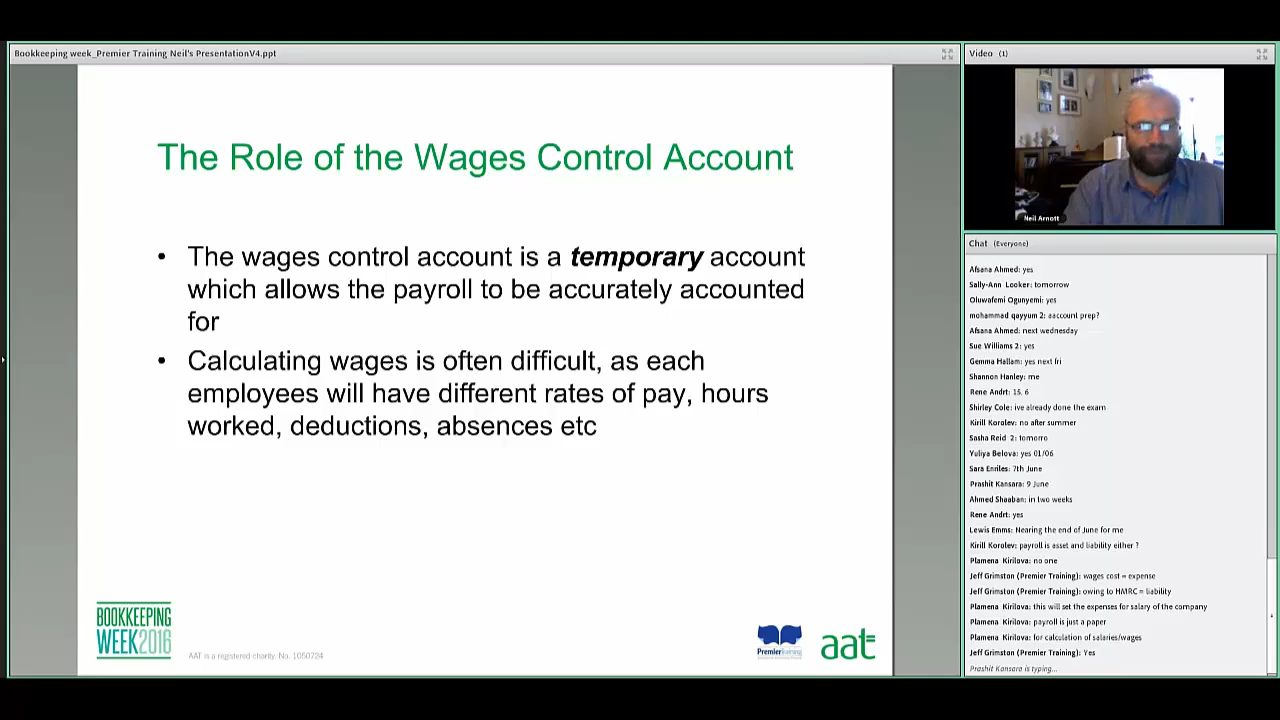 Bookkeeping week_Premier Training Neil's PresentationV4.ppt
The Role of the Wages Control Account
• The wages control account is a temporary account
which allows the payroll to be accurately accounted
for
• Calculating wages is often difficult, as each
employees will have different rates of pay, hours
worked, deductions, absences etc
BOOKKEEPING
WEEK2016
AAT is a registered charity. No. 1050724
PremierTraining
aat
Video (1)
Neil Arnott
Chat (Everyone)
Afsana Ahmed: yes
Sally-Ann Looker: tomorrow
Oluwafemi Ogunyemi: yes
mohammad qayyum 2: aaccount prep?
Afsana Ahmed: next wednesday
Sue Williams 2: yes
Gemma Hallam: yes next fri
Shannon Hanley: me
Rene Andrt: 15. 6
Shirley Cole: ive already done the exam
Kirill Korolev: no after summer
Sasha Reid 2: tomorro
Yuliya Belova: yes 01/06
Sara Enriles: 7th June
Prashit Kansara: 9 June
Ahmed Shaaban: in two weeks
Rene Andrt: yes
Lewis Emms: Nearing the end of June for me
Kirill Korolev: payroll is asset and liability either ?
Plamena Kirilova: no one
Jeff Grimston (Premier Training): wages cost = expense
Jeff Grimston (Premier Training): owing to HMRC = liability
Plamena Kirilova: this will set the expenses for salary of the company
Plamena Kirilova: payroll is just a paper
Plamena Kirilova: for calculation of salaries/wages
Jeff Grimston (Premier Training): Yes
Prashit Kansara is typing...